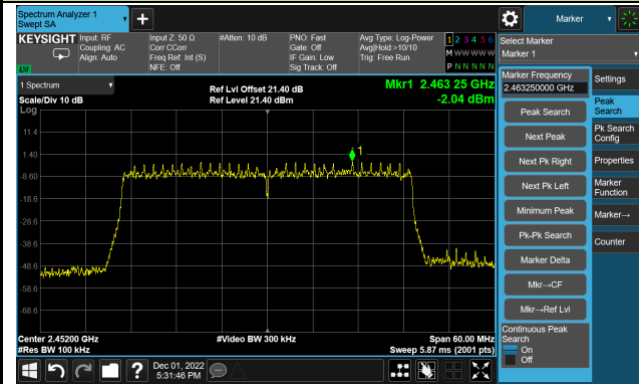 Spectrum Analyzer 1
Swept SA
Marker
KEYSIGHT
Input: RF
Coupling: AC
Align: Auto
Input Z: 50 Ω
Corr CCorr
Freq Ref: Int (S)
NFE: Off
#Atten: 10 dB
PNO: Fast
Gate: Off
IF Gain: Low
Sig Track: Off
Avg Type: Log-Power
Avg|Hold:>10/10
Trig: Free Run
1 2 3 4 5 6
M W W W W W
P N N N N N
Select Marker
Marker 1
1 Spectrum
Scale/Div 10 dB
Log
Ref Lvl Offset 21.40 dB
Ref Level 21.40 dBm
Mkr1 2.463 25 GHz
-2.04 dBm
11.4
1.40
-8.60
-18.6
-28.6
-38.6
-48.6
-58.6
-68.6
1
Center 2.45200 GHz
#Res BW 100 kHz
#Video BW 300 kHz
Span 60.00 MHz
Sweep 5.87 ms (2001 pts)
Marker Frequency
2.463250000 GHz
Peak Search
Next Peak
Next Pk Right
Next Pk Left
Minimum Peak
Pk-Pk Search
Marker Delta
Mkr→CF
Mkr→Ref Lvl
Continuous Peak
Search
On
Off
Settings
Peak
Search
Pk Search
Config
Properties
Marker
Function
Marker→
Counter
Dec 01, 2022
5:31:46 PM